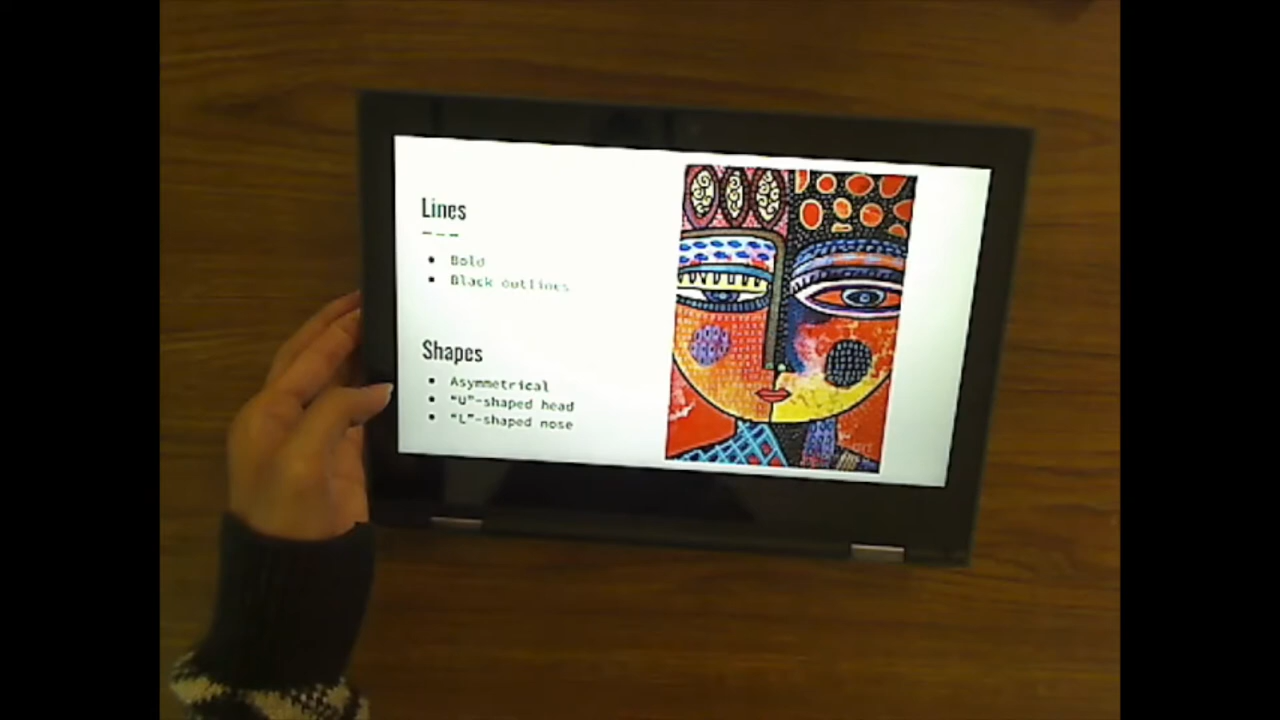 Lines
Bold
Black outlines
Shapes
Asymmetrical
“U”-shaped head
“L”-shaped nose